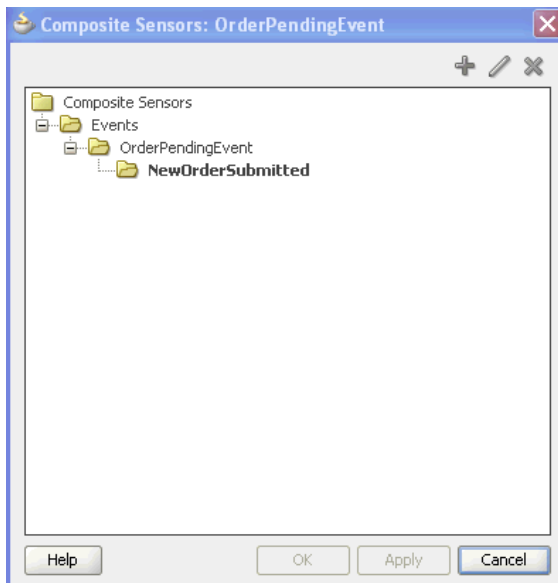 Composite Sensors: OrderPendingEvent
Composite Sensors
Events
OrderPendingEvent
NewOrderSubmitted
Help OK Apply Cancel